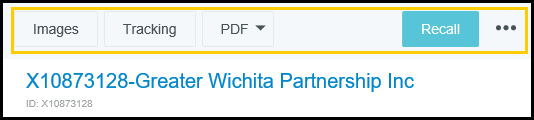 Images Tracking PDF Recall
X10873128-Greater Wichita Partnership Inc
ID: X10873128